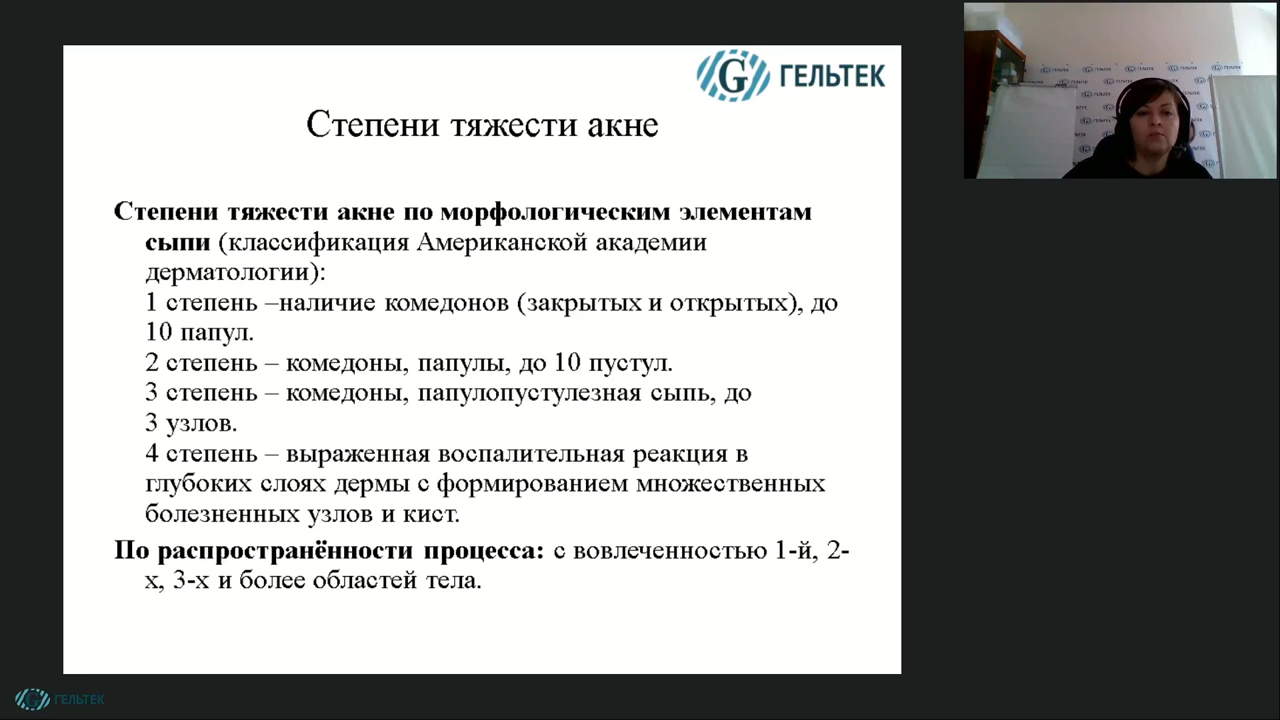 ГЕЛЬТЕК
Степени тяжести акне
Степени тяжести акне по морфологическим элементам
сыпи (классификация Американской академии
дерматологии):
1 степень –наличие комедонов (закрытых и открытых), до
10 папул.
2 степень – комедоны, папулы, до 10 пустул.
3 степень – комедоны, папулопустулезная сыпь, до
3 узлов.
4 степень – выраженная воспалительная реакция в
глубоких слоях дермы с формированием множественных
болезненных узлов и кист.
По распространённости процесса: с вовлеченностью 1-й, 2-
х, 3-х и более областей тела.
ГЕЛЬТЕК